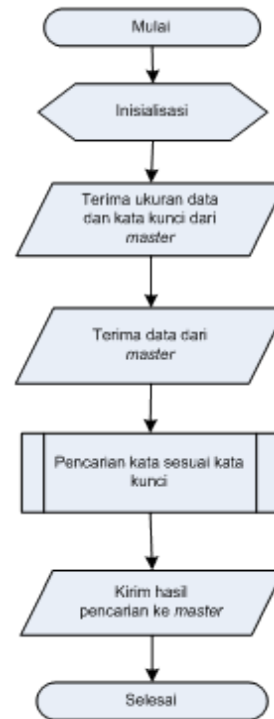 Mulai
Inisialisasi
Terima ukuran data
dan kata kunci dari
master
Terima data dari
master
Pencarian kata sesuai kata
kunci
Kirim hasil
pencarian ke master
Selesai